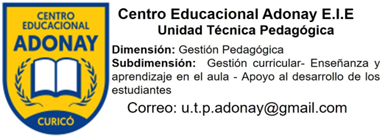 CENTRO
EDUCACIONAL
ADONAY
CURICÓ
Centro Educacional Adonay E.I.E
Unidad Técnica Pedagógica
Dimensión: Gestión Pedagógica
Subdimensión: Gestión curricular- Enseñanza y
aprendizaje en el aula - Apoyo al desarrollo de los
estudiantes
Correo: u.t.p.adonay@gmail.com